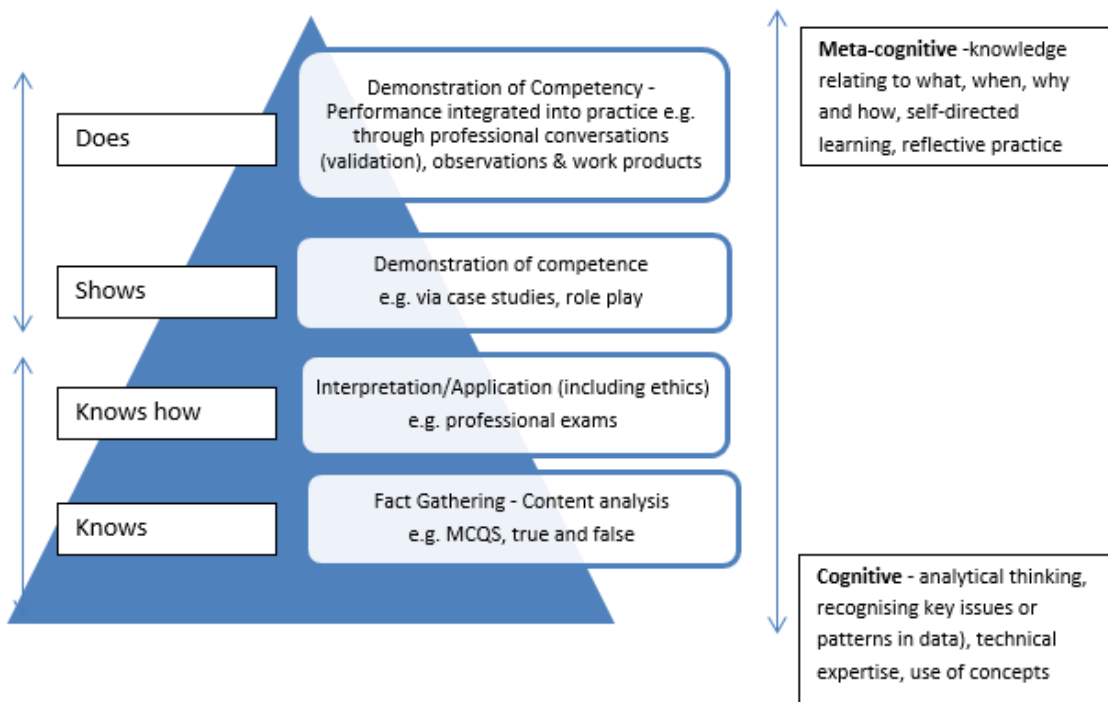 Does
Demonstration of Competency -
Performance integrated into practice e.g.
through professional conversations
(validation), observations & work products
Shows
Demonstration of competence
e.g. via case studies, role play
Knows how
Interpretation/Application (including ethics)
e.g. professional exams
Knows
Fact Gathering - Content analysis
e.g. MCQS, true and false
Meta-cognitive -knowledge
relating to what, when, why
and how, self-directed
learning, reflective practice
Cognitive - analytical thinking,
recognising key issues or
patterns in data), technical
expertise, use of concepts